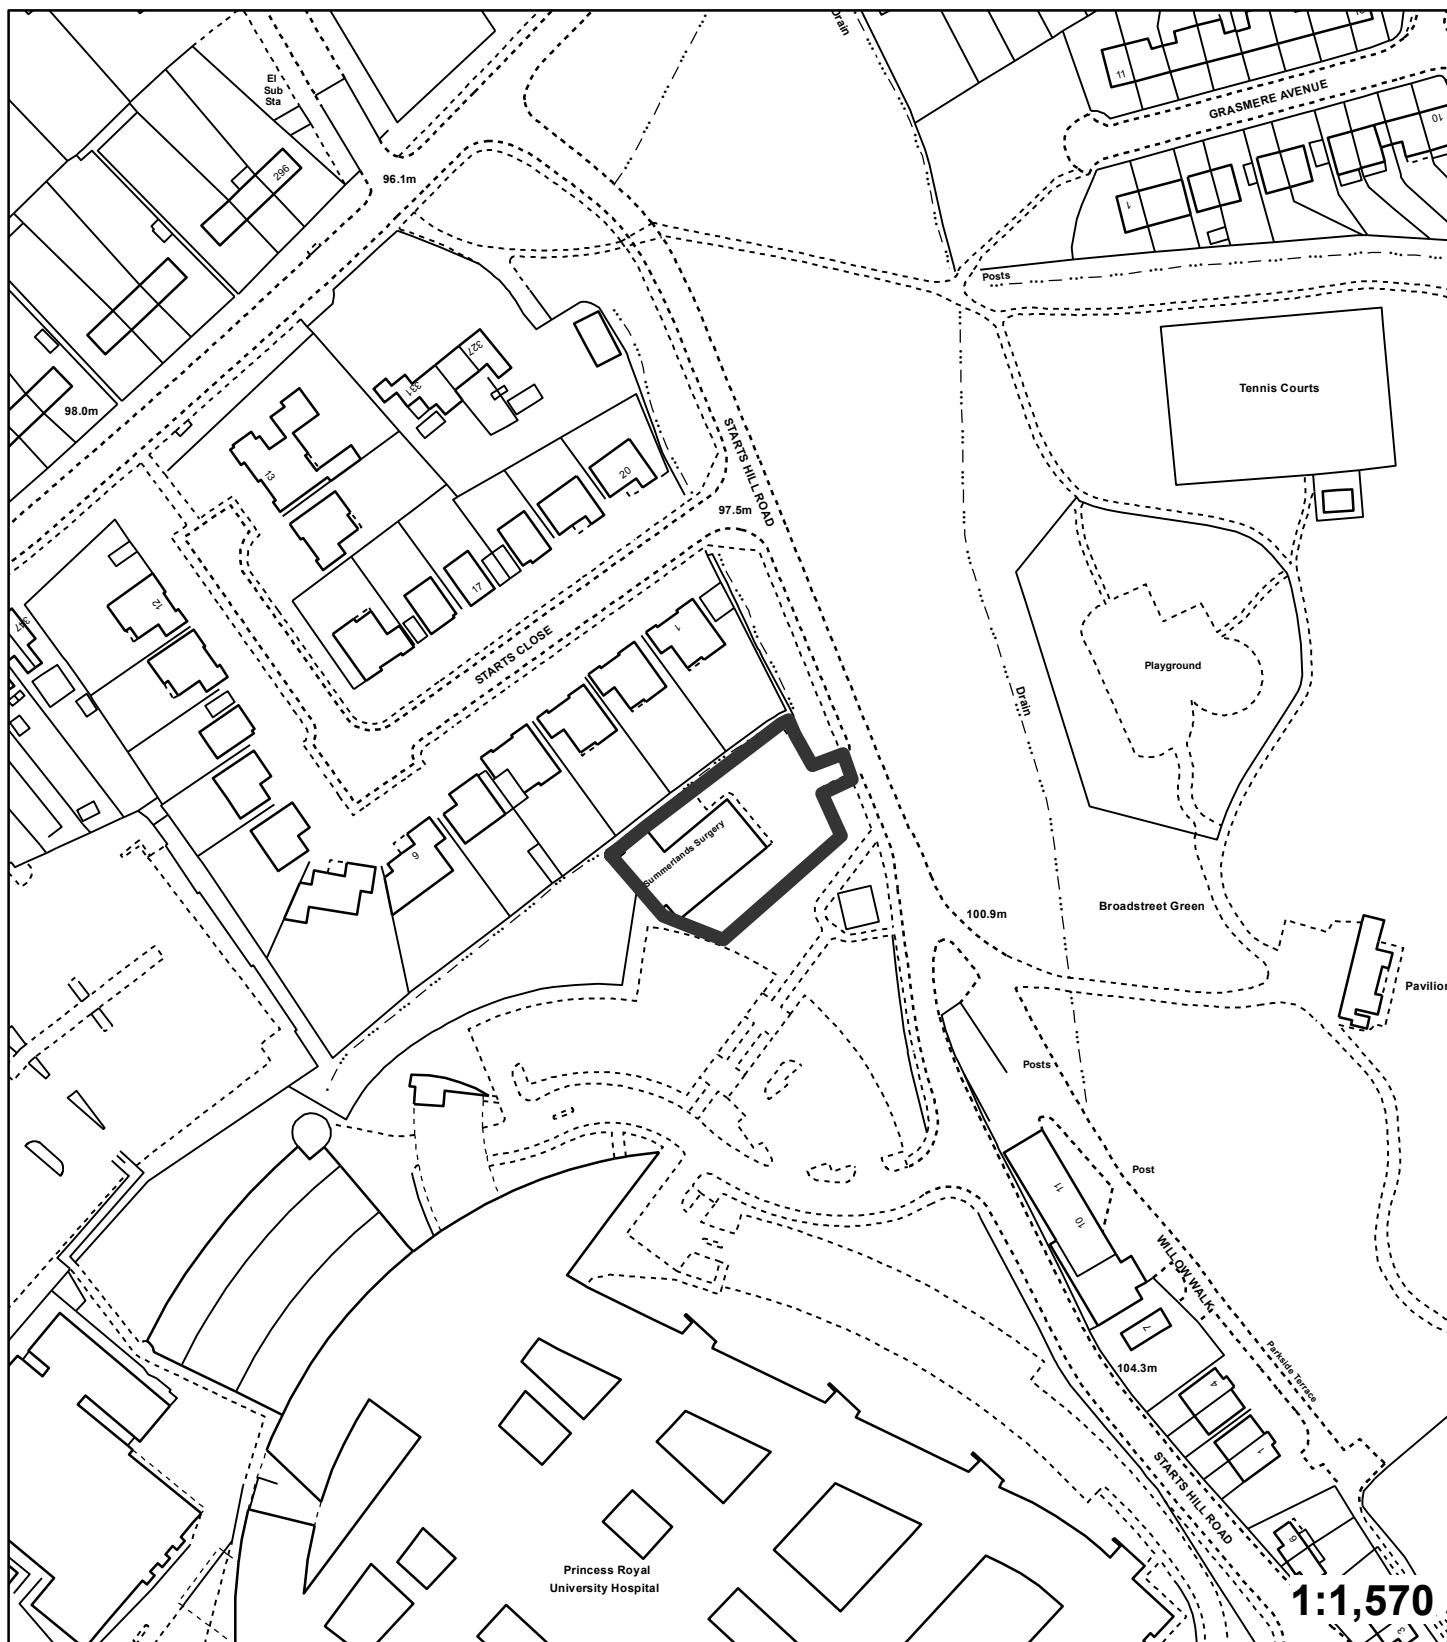 Drain
El
Sub
Sta
11
GRASMERE AVENUE
10
296
96.1m
1
Posts
327
331
Tennis Courts
98.0m
13
20
STARTS HILL ROAD
97.5m
17
12
347
STARTS CLOSE
1
Playground
Drain
9
Summerlands Surgery
100.9m
Broadstreet Green
Pavilion
Posts
Post
11
10
WILLOW WALK
7
104.3m
Parkside Terrace
4
1
STARTS HILL ROAD
Princess Royal
University Hospital
1:1,570